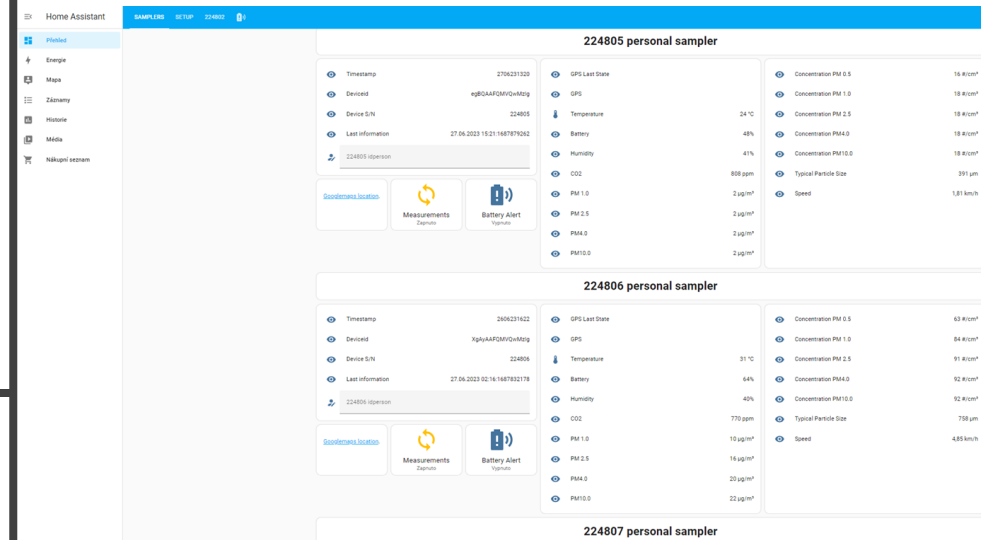 Home Assistant
SAMPLERS SETUP 224802
Přehled
Energie
Mapa
Záznamy
Historie
Média
Nákupní seznam
224805 personal sampler
Timestamp 2706231320
Deviceid egBQAAFQMVQwMzIg
Device S/N 224805
Last Information 27.06.2023 15:21:1687879262
224805 idperson
Googlemaps location.
Measurements
Zapnuto
Battery Alert
Vypnuto
GPS Last State
GPS
Temperature 24 °C
Battery 48%
Humidity 41%
CO2 808 ppm
PM 1.0 2 µg/m³
PM 2.5 2 µg/m³
PM4.0 2 µg/m³
PM10.0 2 µg/m³
Concentration PM 0.5 16 #/cm³
Concentration PM 1.0 18 #/cm³
Concentration PM 2.5 18 #/cm³
Concentration PM4.0 18 #/cm³
Concentration PM10.0 18 #/cm³
Typical Particle Size 391 µm
Speed 1,81 km/h
224806 personal sampler
Timestamp 2606231622
Deviceid XgAyAAFQMVQwMzIg
Device S/N 224806
Last information 27.06.2023 02:16:1687832178
224806 idperson
Googlemaps location.
Measurements
Zapnuto
Battery Alert
Vypnuto
GPS Last State
GPS
Temperature 31 °C
Battery 64%
Humidity 40%
CO2 770 ppm
PM 1.0 10 µg/m³
PM 2.5 16 µg/m³
PM4.0 20 µg/m³
PM10.0 22 µg/m³
Concentration PM 0.5 63 #/cm³
Concentration PM 1.0 84 #/cm³
Concentration PM 2.5 91 #/cm³
Concentration PM4.0 92 #/cm³
Concentration PM10.0 92 #/cm³
Typical Particle Size 758 µm
Speed 4,85 km/h
224807 personal sampler